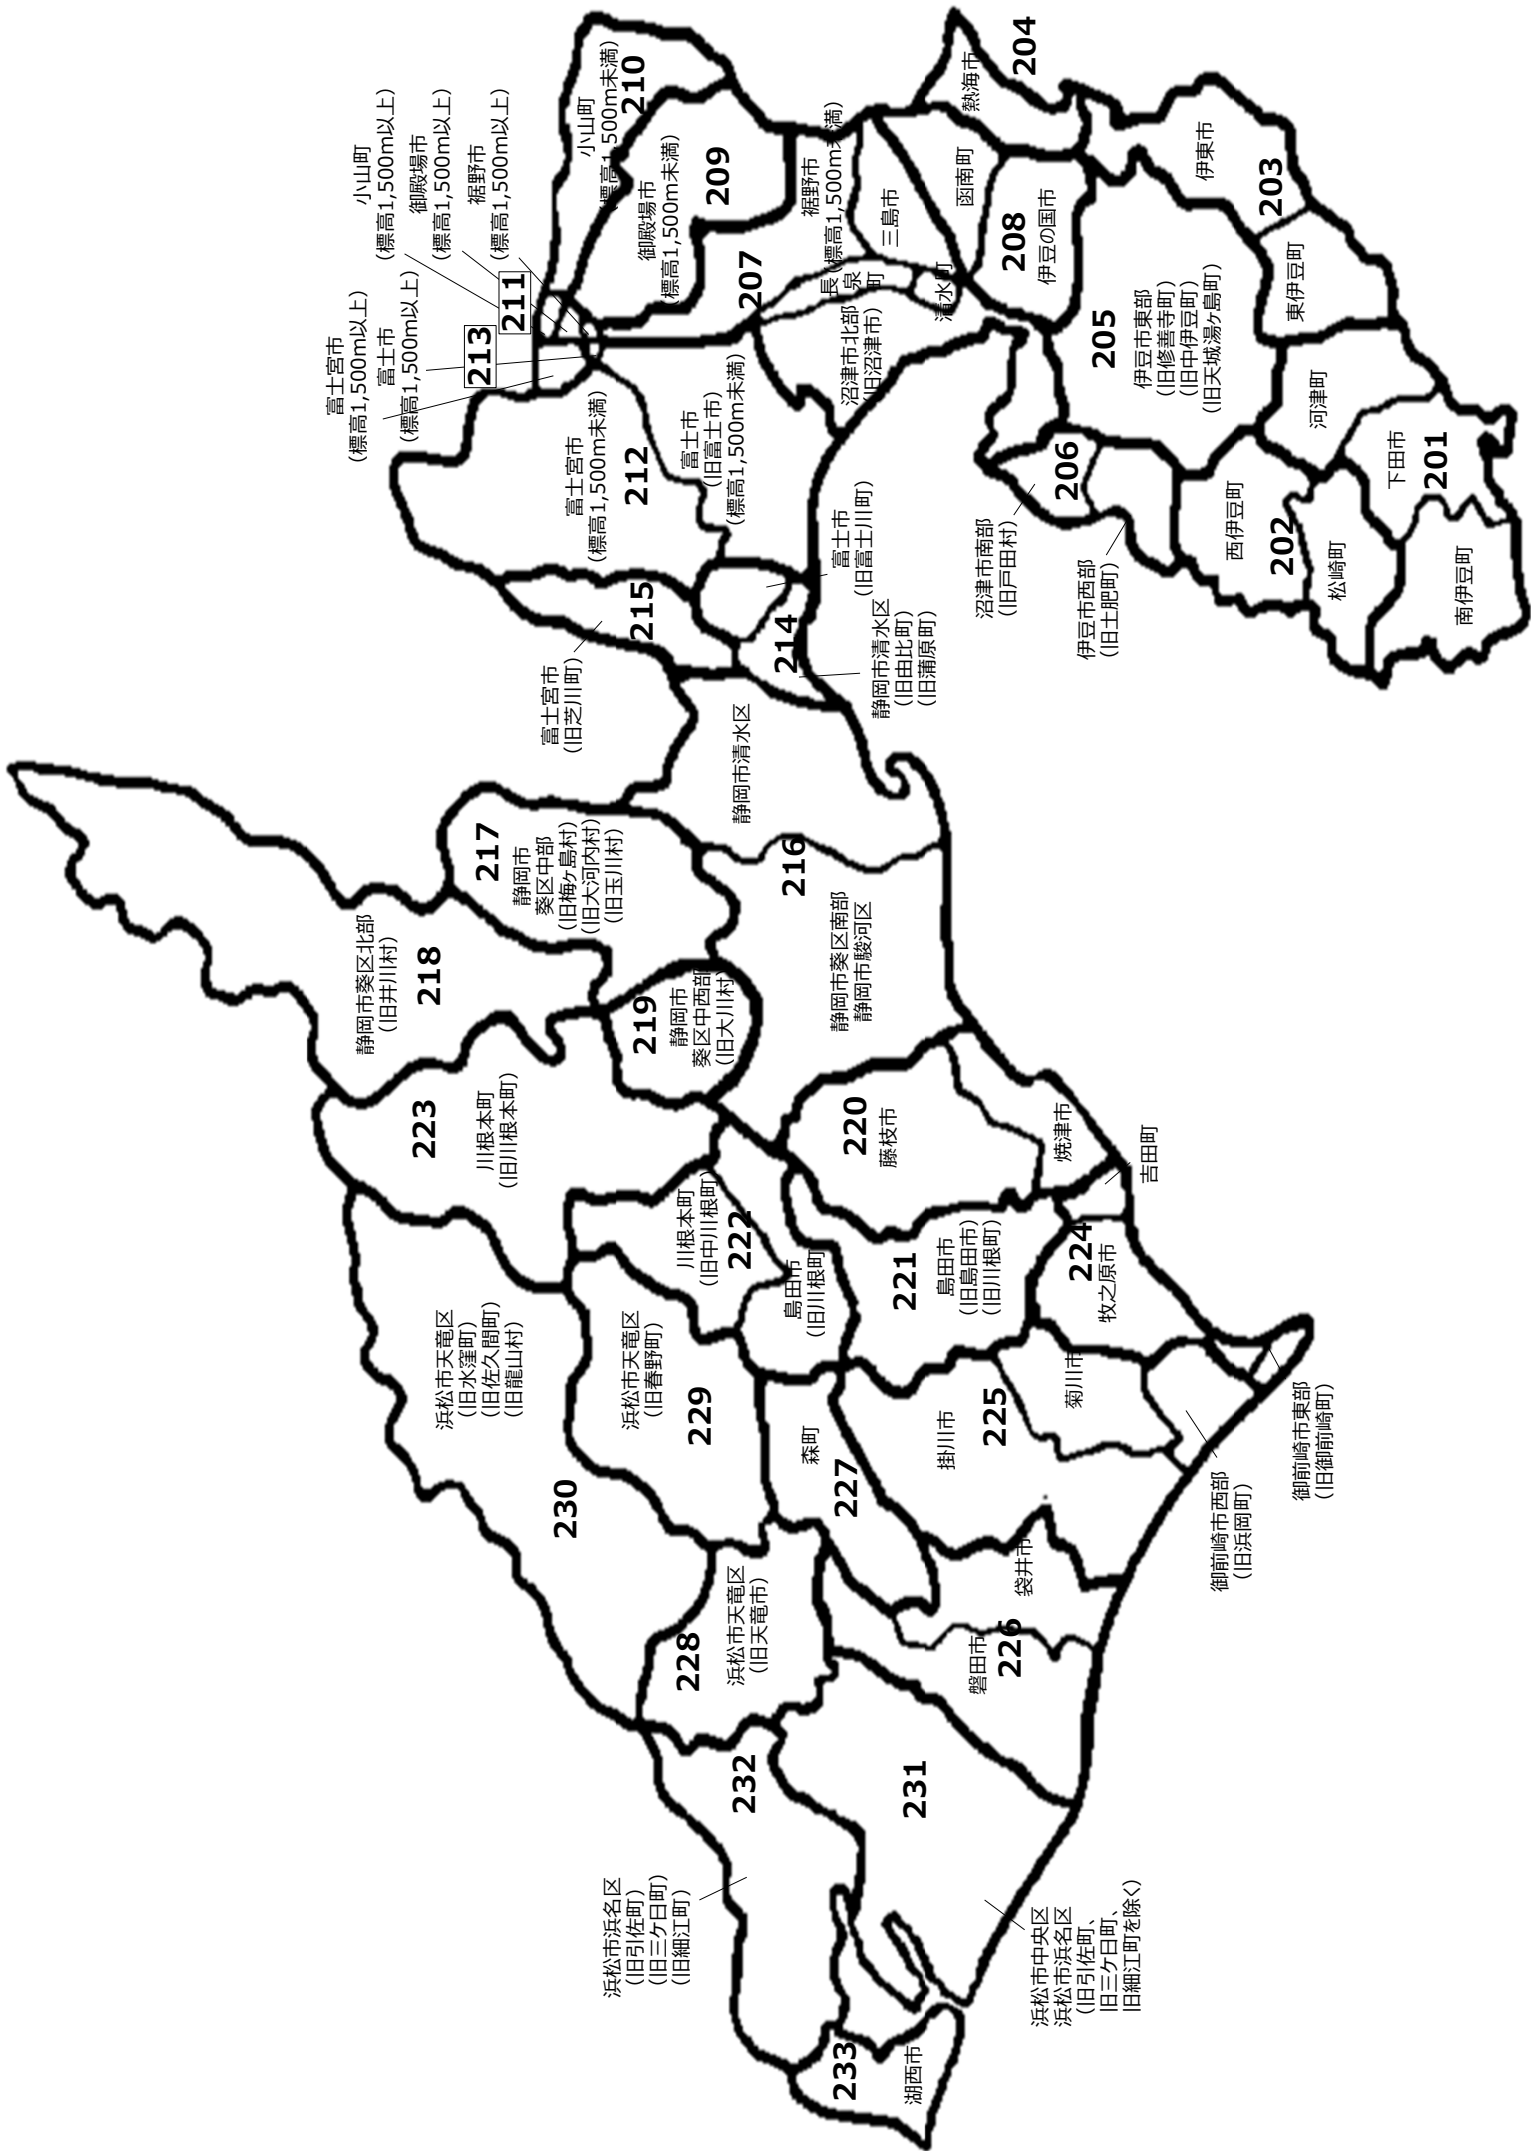 小山町
(標高1,500m以上)
御殿場市
(標高1,500m以上)
裾野市
(標高1,500m以上)
211
富士宮市
(標高1,500m以上)
富士市
(標高1,500m以上)
213
小山町
(標高1,500m未満)
210
御殿場市
(標高1,500m未満)
209
裾野市
(標高1,500m未満)
207
長泉町
三島市
清水町
沼津市北部
(旧沼津市)
函南町
熱海市
204
208
伊豆の国市
伊東市
203
東伊豆町
205
伊豆市東部
(旧修善寺町)
(旧中伊豆町)
(旧天城湯ヶ島町)
河津町
下田市
201
南伊豆町
西伊豆町
202
松崎町
206
沼津市南部
(旧戸田村)
伊豆市西部
(旧土肥町)
富士宮市
(標高1,500m未満)
212
富士市
(旧富士市)
(標高1,500m未満)
富士市
(旧富士川町)
214
静岡市清水区
(旧由比町)
(旧蒲原町)
215
富士宮市
(旧芝川町)
静岡市清水区
216
静岡市葵区南部
静岡市駿河区
217
静岡市
葵区中部
(旧梅ヶ島村)
(旧大河内村)
(旧玉川村)
静岡市葵区北部
(旧井川村)
218
219
静岡市
葵区中西部
(旧大川村)
220
藤枝市
焼津市
吉田町
223
川根本町
(旧川根本町)
川根本町
(旧中川根町)
222
島田市
(旧川根町)
221
島田市
(旧島田市)
(旧川根町)
224
牧之原市
菊川市
225
掛川市
御前崎市東部
(旧御前崎町)
御前崎市西部
(旧浜岡町)
森町
227
袋井市
226
磐田市
浜松市天竜区
(旧水窪町)
(旧佐久間町)
(旧龍山村)
230
浜松市天竜区
(旧春野町)
229
228
浜松市天竜区
(旧天竜市)
232
浜松市浜名区
(旧引佐町)
(旧三ケ日町)
(旧細江町)
231
浜松市中央区
浜松市浜名区
(旧引佐町、
旧三ケ日町、
旧細江町を除く)
233
湖西市